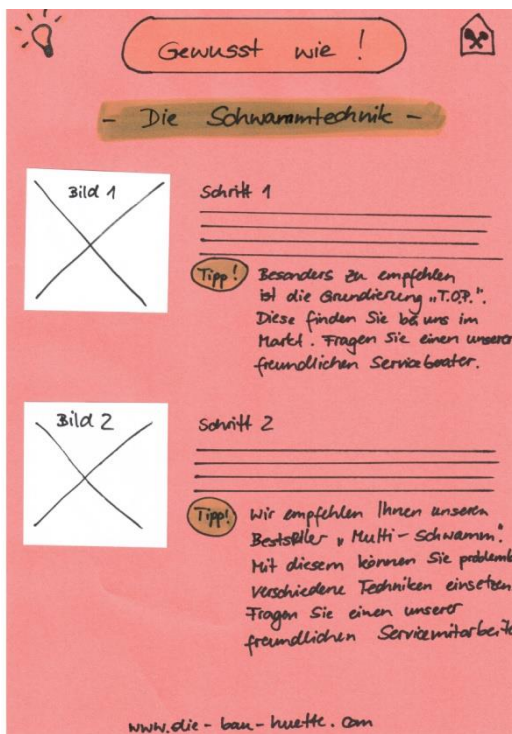 Gewusst wie !
- Die Schwammtechnik -
Bild 1
Schritt 1
Tipp!
Besonders zu empfehlen
ist die Grundierung „T.O.P.".
Diese finden Sie bei uns im
Markt. Fragen Sie einen unserer
freundlichen Serviceberater.
Bild 2
Schritt 2
Tipp!
Wir empfehlen Ihnen unseren
Bestseller „Multi-Schwamm".
Mit diesem können Sie
verschiedene Techniken einsetzen
Fragen Sie einen unserer
freundlichen
www.die-bau-huette.com